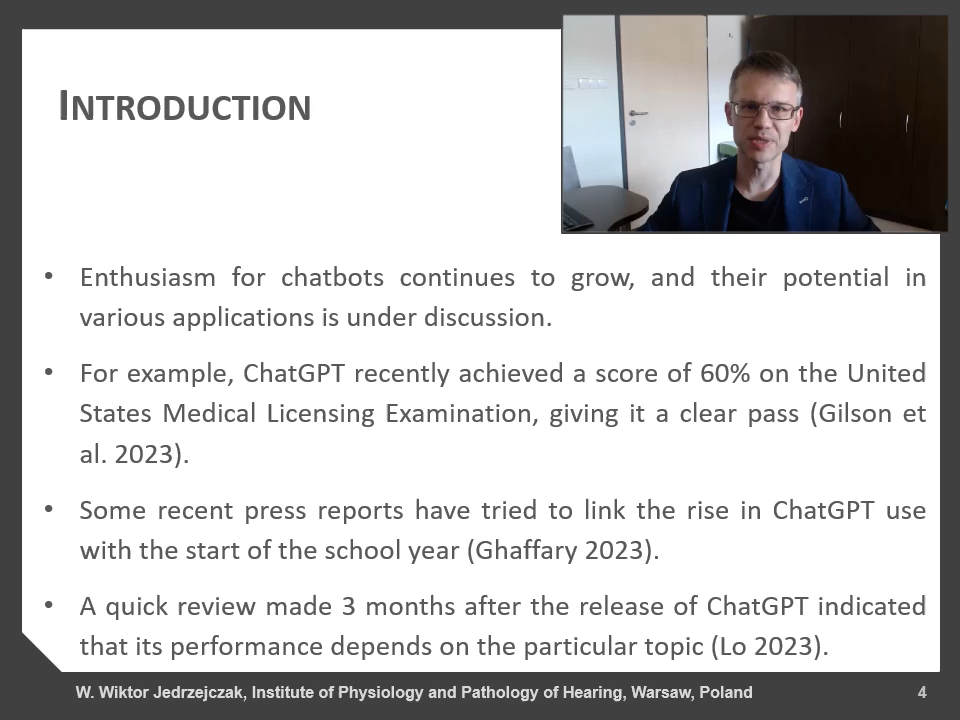 INTRODUCTION
• Enthusiasm for chatbots continues to grow, and their potential in
various applications is under discussion.
• For example, ChatGPT recently achieved a score of 60% on the United
States Medical Licensing Examination, giving it a clear pass (Gilson et
al. 2023).
• Some recent press reports have tried to link the rise in ChatGPT use
with the start of the school year (Ghaffary 2023).
• A quick review made 3 months after the release of ChatGPT indicated
that its performance depends on the particular topic (Lo 2023).
W. Wiktor Jedrzejczak, Institute of Physiology and Pathology of Hearing, Warsaw, Poland
4